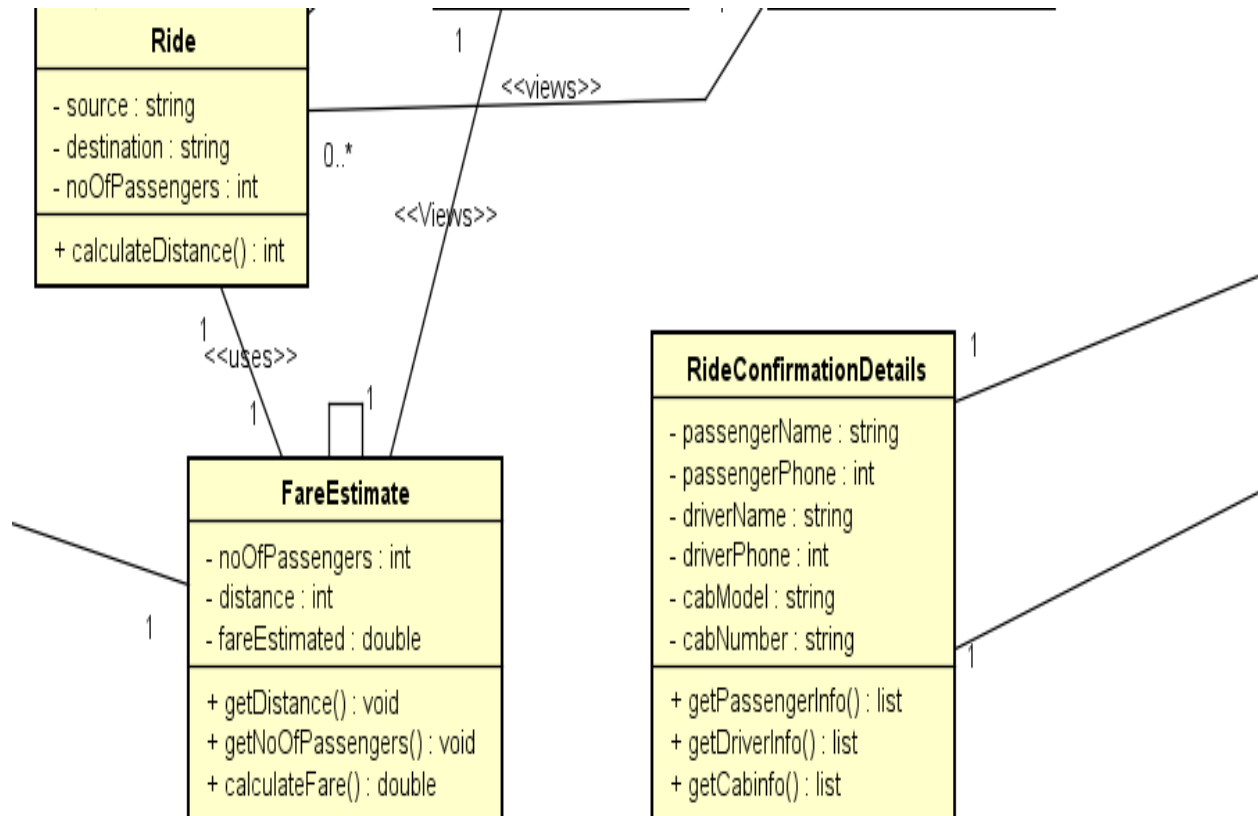 Ride
- source : string
- destination : string
- noOfPassengers : int
+ calculateDistance() : int
1
<<views>>
0..*
<<Views>>
1
<<uses>>
1
1
FareEstimate
- noOfPassengers : int
- distance : int
- fareEstimated : double
+ getDistance() : void
+ getNoOfPassengers() : void
+ calculateFare() : double
1
RideConfirmationDetails
- passengerName : string
- passengerPhone : int
- driverName : string
- driverPhone : int
- cabModel : string
- cabNumber : string
+ getPassengerInfo() : list
+ getDriverInfo() : list
+ getCabinfo() : list
1
1